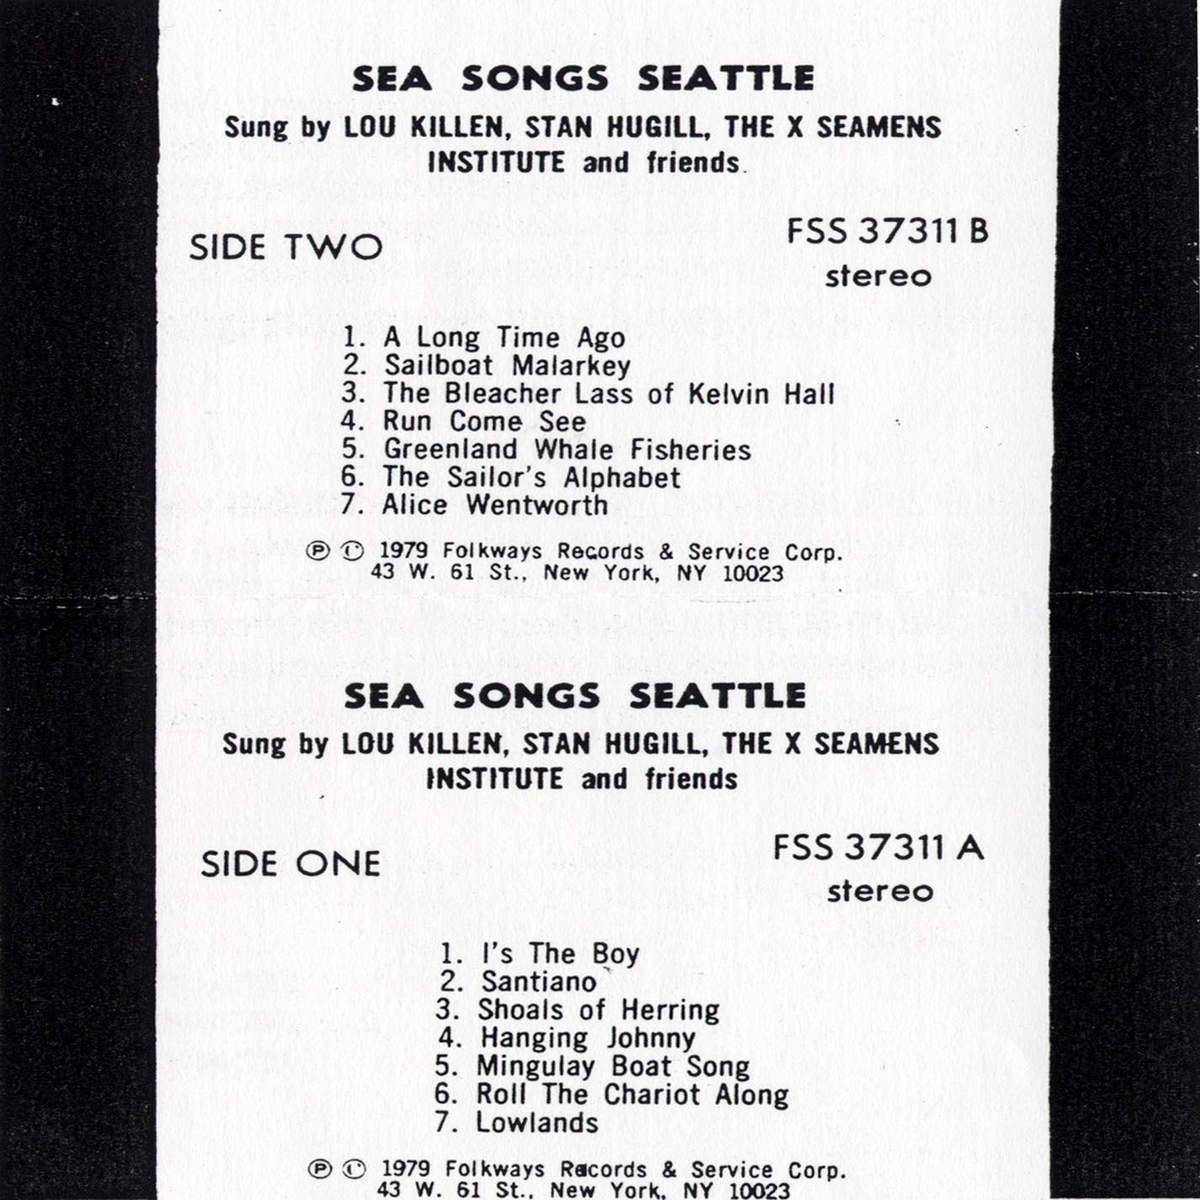 SEA SONGS SEATTLE
Sung by LOU KILLEN, STAN HUGILL, THE X SEAMENS
INSTITUTE and friends.
SIDE TWO
FSS 37311 B
stereo
1. A Long Time Ago
2. Sailboat Malarkey
3. The Bleacher Lass of Kelvin Hall
4. Run Come See
5. Greenland Whale Fisheries
6. The Sailor's Alphabet
7. Alice Wentworth
℗ © 1979 Folkways Records & Service Corp.
43 W. 61 St., New York, NY 10023
SEA SONGS SEATTLE
Sung by LOU KILLEN, STAN HUGILL, THE X SEAMENS
INSTITUTE and friends
SIDE ONE
FSS 37311 A
stereo
1. I's The Boy
2. Santiano
3. Shoals of Herring
4. Hanging Johnny
5. Mingulay Boat Song
6. Roll The Chariot Along
7. Lowlands
℗ © 1979 Folkways Records & Service Corp.
43 W. 61 St., New York, NY 10023